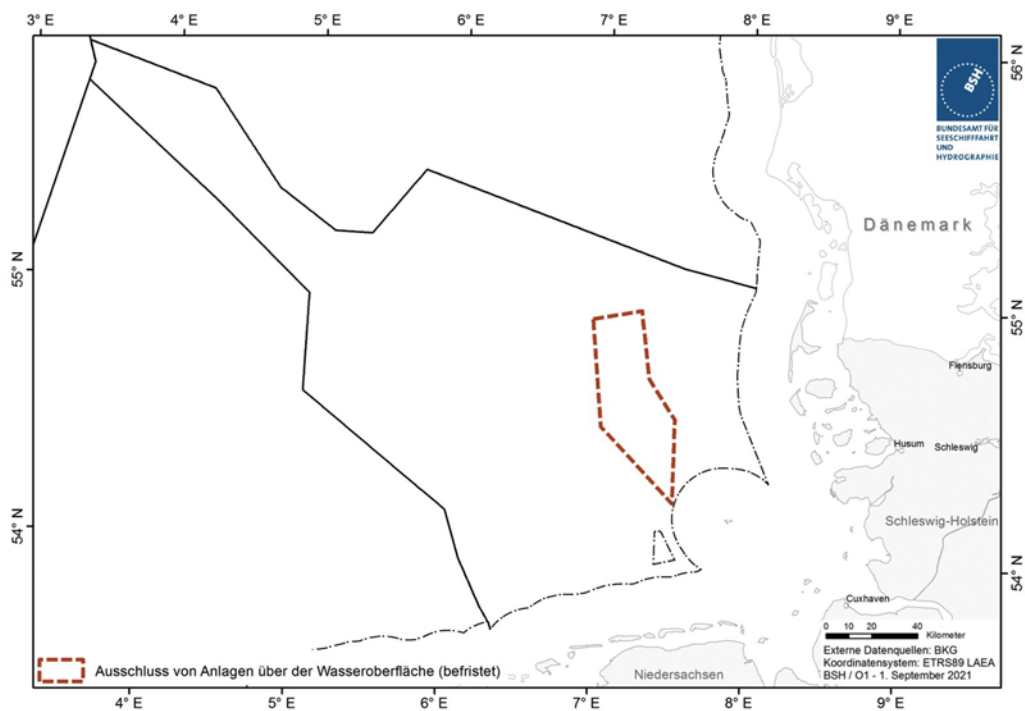 3° E 4° E 5° E 6° E 7° E 8° E 9° E
56° N
BSH
BUNDESAMT FÜR
SEESCHIFFFAHRT
UND
HYDROGRAPHIE
Dänemark
55° N
55° N
Flensburg
Husum
Schleswig
Schleswig-Holstein
54° N
54° N
Cuxhaven
0 10 20 40 Kilometer
Externe Datenquellen: BKG
Koordinatensystem: ETRS89 LAEA
BSH / O1 - 1. September 2021
Ausschluss von Anlagen über der Wasseroberfläche (befristet)
Niedersachsen
4° E 5° E 6° E 7° E 8° E 9° E